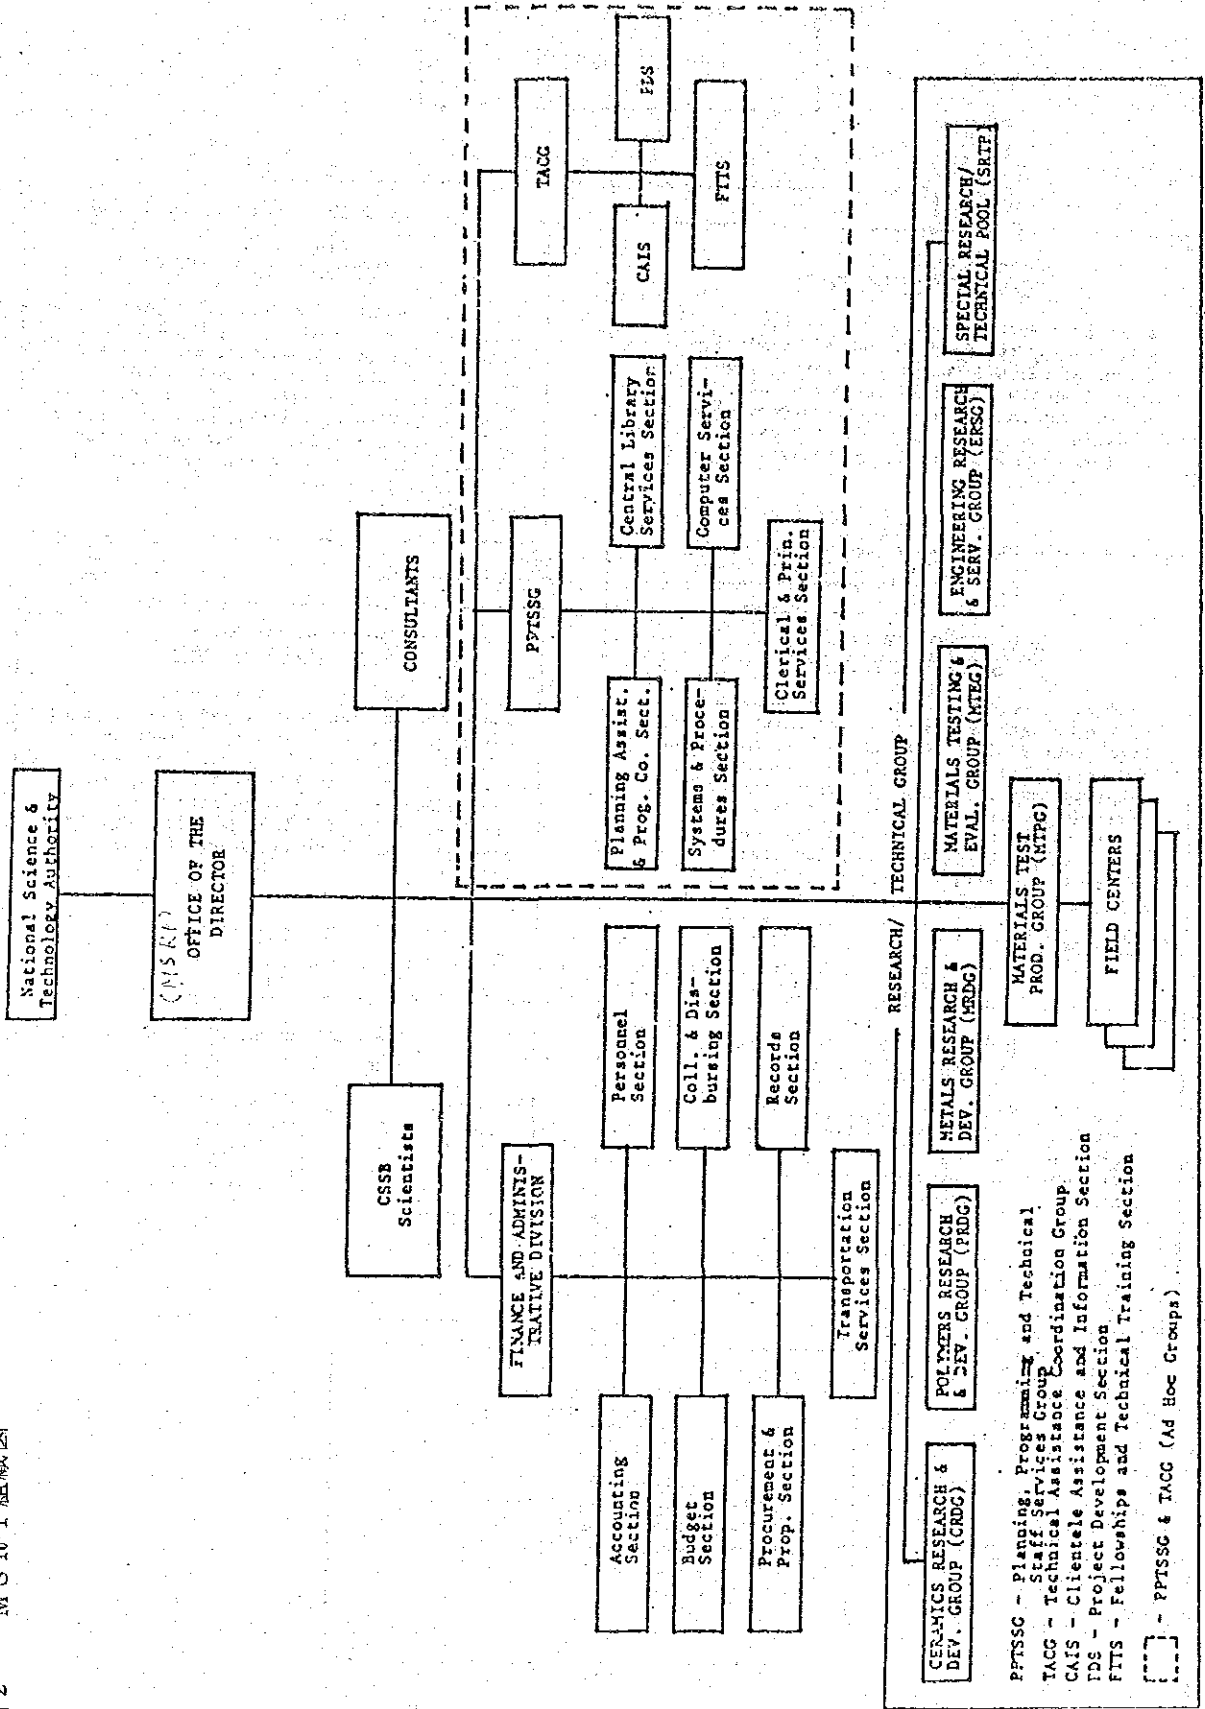 M S R I 組織図
National Science &
Technology Authority
(MSRI)
OFFICE OF THE
DIRECTOR
CSSB
Scientists
CONSULTANTS
FINANCE AND ADMINIS-
TRATIVE DIVISION
PPTSSG
TACG
Accounting
Section
Personnel
Section
Planning Assist.
& Prog. Co. Sect.
Central Library
Services Section
CAIS
PDS
Budget
Section
Coll. & Dis-
bursing Section
Systems & Proce-
dures Section
Computer Servi-
ces Section
FTTS
Procurement &
Prop. Section
Records
Section
Clerical & Prin.
Services Section
Transportation
Services Section
RESEARCH/ TECHNICAL GROUP
CERAMICS RESEARCH &
DEV. GROUP (CRDG)
POLYMERS RESEARCH
& DEV. GROUP (PRDG)
METALS RESEARCH &
DEV. GROUP (MRDG)
MATERIALS TESTING &
EVAL. GROUP (MTEG)
ENGINEERING RESEARCH
& SERV. GROUP (ERSG)
SPECIAL RESEARCH/
TECHNICAL POOL (SRTP)
MATERIALS TEST
PROD. GROUP (MTPG)
FIELD CENTERS
PPTSSG - Planning, Programming and Technical
Staff Services Group
TACG - Technical Assistance Coordination Group
CAIS - Clientele Assistance and Information Section
PDS - Project Development Section
FTTS - Fellowships and Technical Training Section
- PPTSSG & TACG (Ad Hoc Groups)